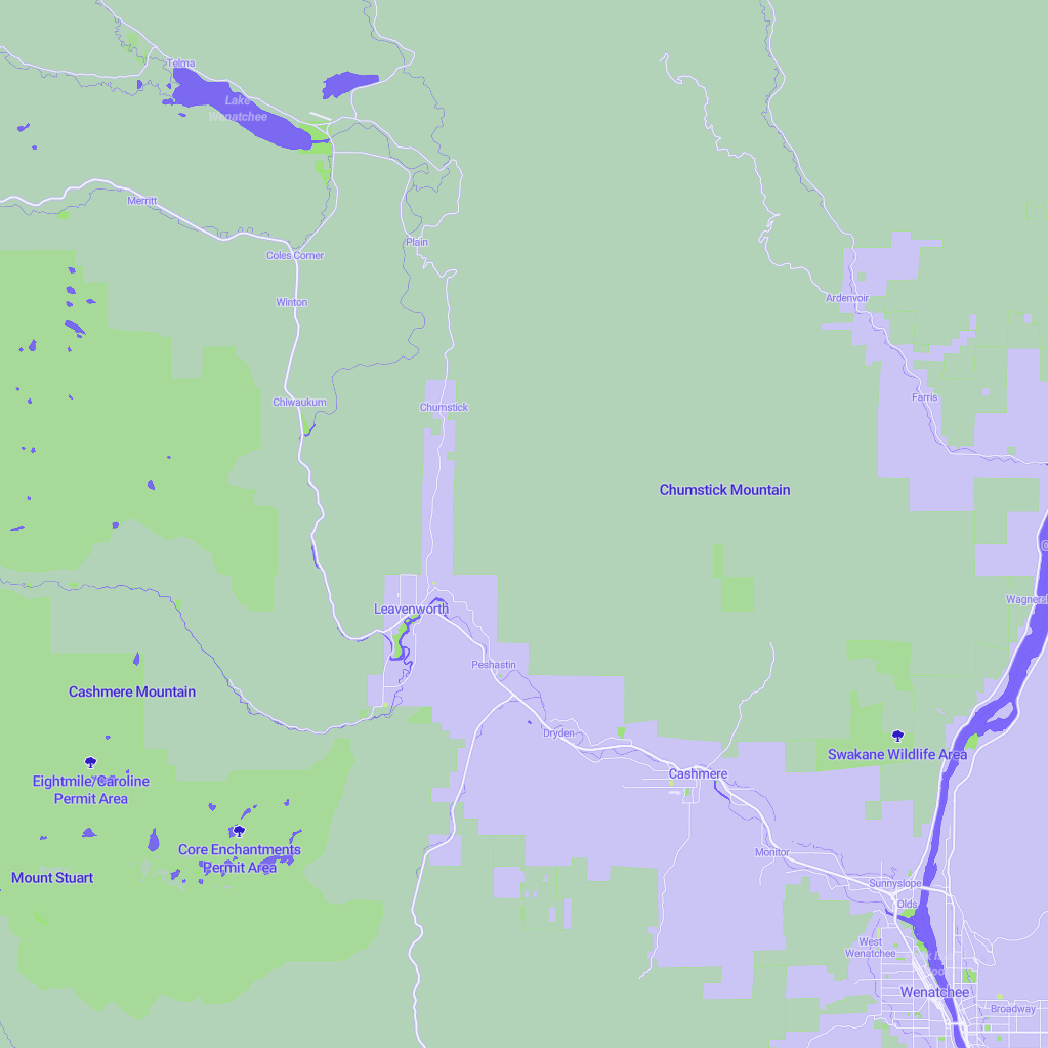 Telma
Lake
Wenatchee
Merritt
Plain
Coles Corner
Winton
Ardenvoir
Chiwaukum
Chumstick
Farris
Chumstick Mountain
Leavenworth
Peshastin
Cashmere Mountain
Dryden
Swakane Wildlife Area
Cashmere
Eightmile/Caroline
Permit Area
Core Enchantments
Permit Area
Mount Stuart
Monitor
Sunnyslope
Olds
West
Wenatchee
Wenatchee
Broadway